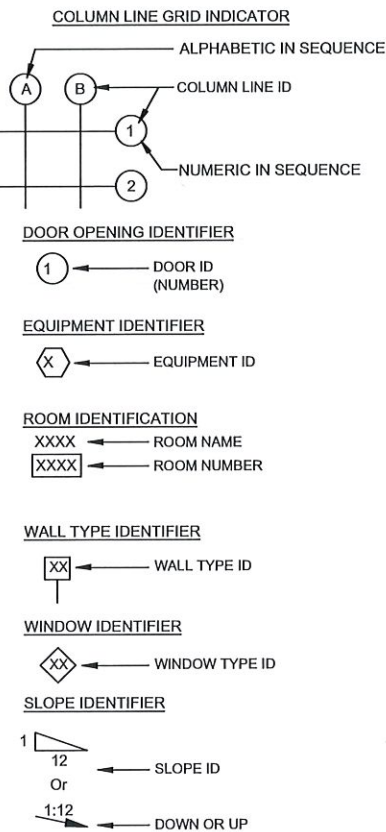 COLUMN LINE GRID INDICATOR
ALPHABETIC IN SEQUENCE
A B COLUMN LINE ID
1
NUMERIC IN SEQUENCE
2
DOOR OPENING IDENTIFIER
1 DOOR ID
(NUMBER)
EQUIPMENT IDENTIFIER
X EQUIPMENT ID
ROOM IDENTIFICATION
XXXX ROOM NAME
XXXX ROOM NUMBER
WALL TYPE IDENTIFIER
XX WALL TYPE ID
WINDOW IDENTIFIER
XX WINDOW TYPE ID
SLOPE IDENTIFIER
1
12
SLOPE ID
Or
1:12
DOWN OR UP